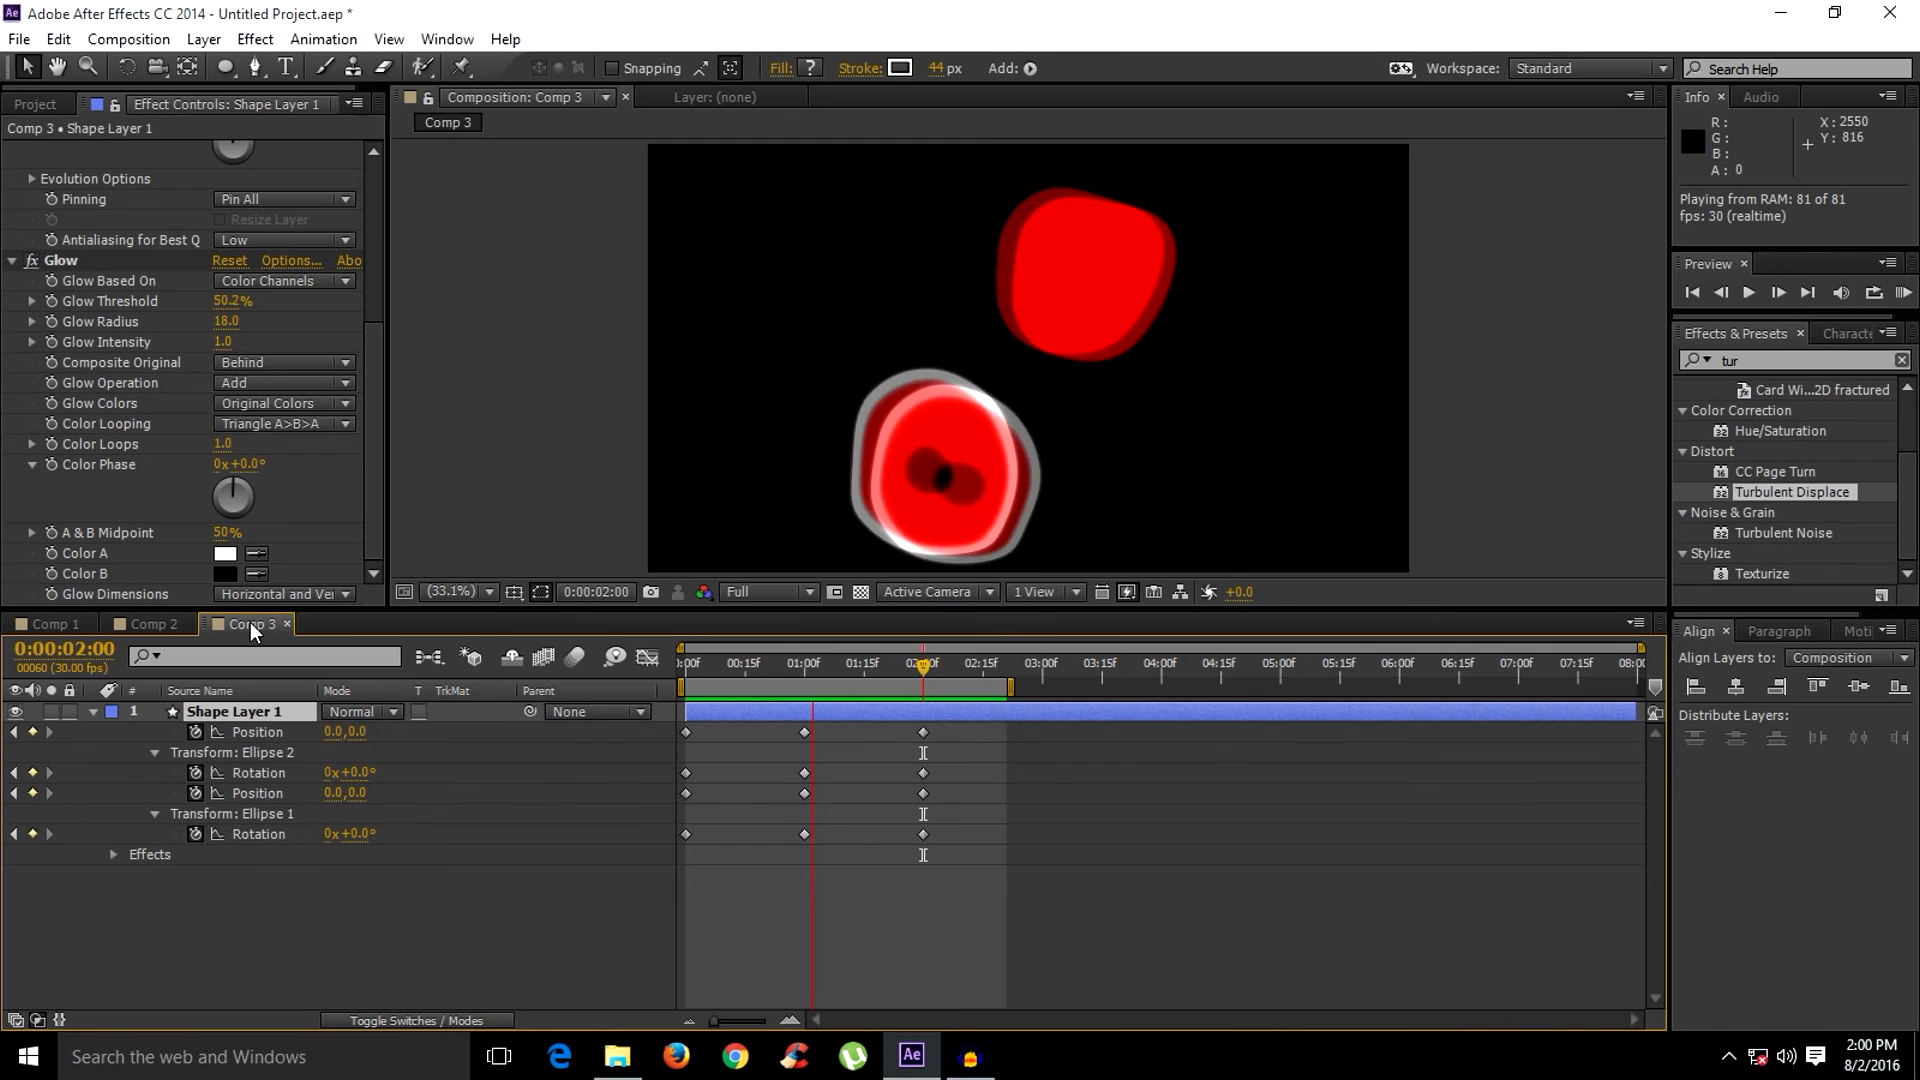 Ae Adobe After Effects CC 2014 - Untitled Project.aep *
File Edit Composition Layer Effect Animation View Window Help
Snapping Fill: ? Stroke: 44 px Add: Workspace: Standard Search Help
Project Effect Controls: Shape Layer 1 Composition: Comp 3 × Layer: (none) Info × Audio
Comp 3 • Shape Layer 1 Comp 3
R: G: B: A: 0 X: 2550 Y: 816
Evolution Options
Pinning Pin All
Resize Layer
Antialiasing for Best Q Low
Playing from RAM: 81 of 81
fps: 30 (realtime)
fx Glow Reset Options... Abo
Glow Based On Color Channels
Glow Threshold 50.2%
Glow Radius 18.0
Glow Intensity 1.0
Composite Original Behind
Glow Operation Add
Glow Colors Original Colors
Color Looping Triangle A>B>A
Color Loops 1.0
Color Phase 0x+0.0°
A & B Midpoint 50%
Color A
Color B
Glow Dimensions Horizontal and Ver
Preview ×
Effects & Presets × Characte
tur
Card Wi...2D fractured
Color Correction
32 Hue/Saturation
Distort
16 CC Page Turn
32 Turbulent Displace
Noise & Grain
32 Turbulent Noise
Stylize
8 Texturize
(33.1%) 0:00:02:00 Full Active Camera 1 View +0.0
Comp 1 Comp 2 Comp 3 ×
0:00:02:00
00060 (30.00 fps)
):00f 00:15f 01:00f 01:15f 02:00f 02:15f 03:00f 03:15f 04:00f 04:15f 05:00f 05:15f 06:00f 06:15f 07:00f 07:15f 08:0
# Source Name Mode T TrkMat Parent
1 Shape Layer 1 Normal None
Position 0.0,0.0
Transform: Ellipse 2
Rotation 0x+0.0°
Position 0.0,0.0
Transform: Ellipse 1
Rotation 0x+0.0°
Effects
Align × Paragraph Moti
Align Layers to: Composition
Distribute Layers:
Toggle Switches / Modes
Search the web and Windows
Ae
2:00 PM
8/2/2016